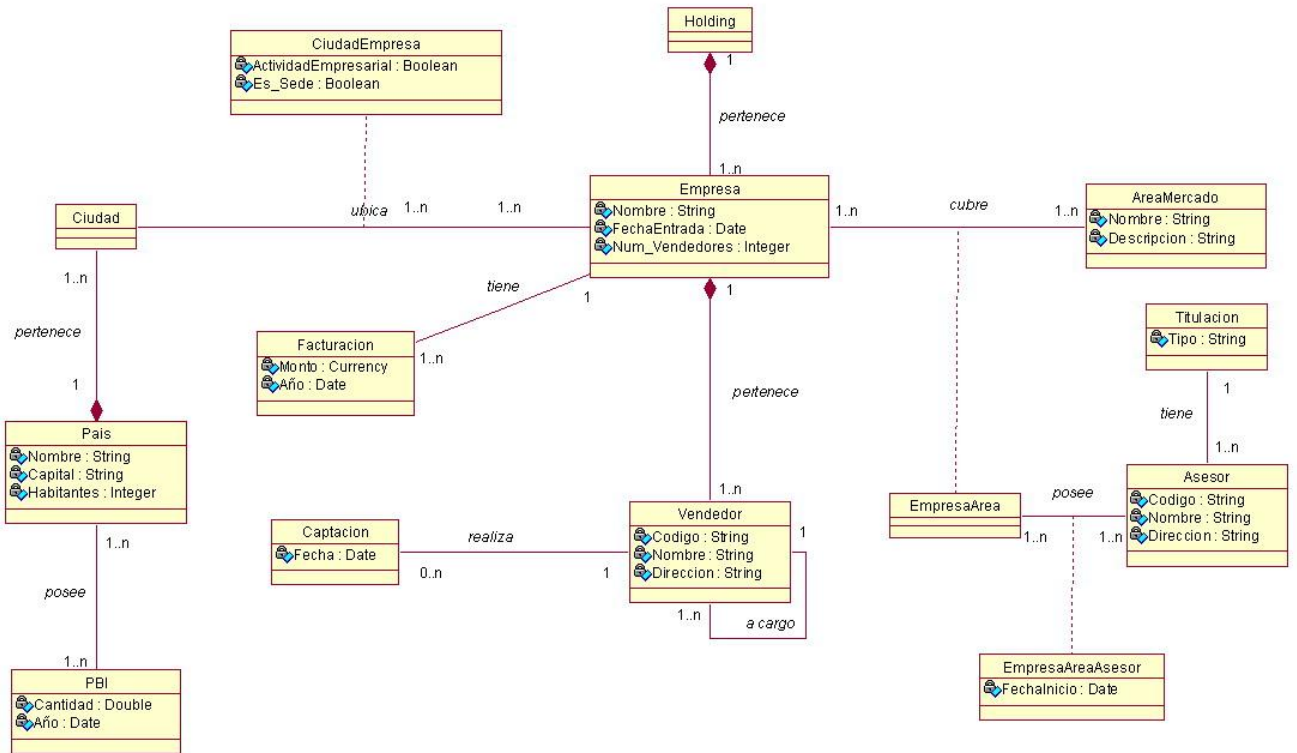 Holding
1
pertenece
1..n
CiudadEmpresa
ActividadEmpresarial : Boolean
Es_Sede : Boolean
Ciudad
ubica
1..n
1..n
Empresa
Nombre : String
FechaEntrada : Date
Num_Vendedores : Integer
1..n
cubre
1..n
AreaMercado
Nombre : String
Descripcion : String
1..n
pertenece
1
tiene
1
1..n
Facturacion
Monto : Currency
Año : Date
1
pertenece
1..n
Titulacion
Tipo : String
1
tiene
1..n
Pais
Nombre : String
Capital : String
Habitantes : Integer
1..n
posee
1..n
PBI
Cantidad : Double
Año : Date
Captacion
Fecha : Date
realiza
0..n
1
Vendedor
Codigo : String
Nombre : String
Direccion : String
1
1..n
a cargo
EmpresaArea
posee
1..n
1..n
Asesor
Codigo : String
Nombre : String
Direccion : String
EmpresaAreaAsesor
FechaInicio : Date